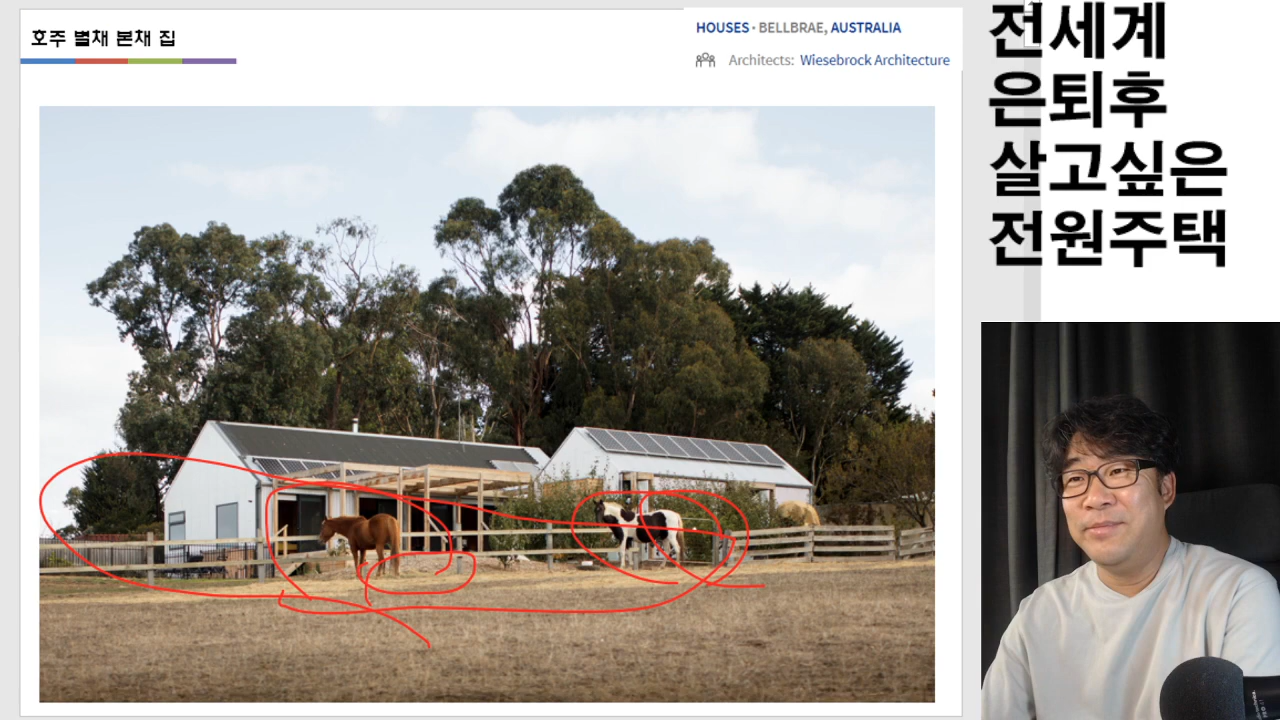 호주 별채 본채 집
HOUSES · BELLBRAE, AUSTRALIA
Architects: Wiesebrock Architecture
전세계
은퇴후
살고싶은
전원주택